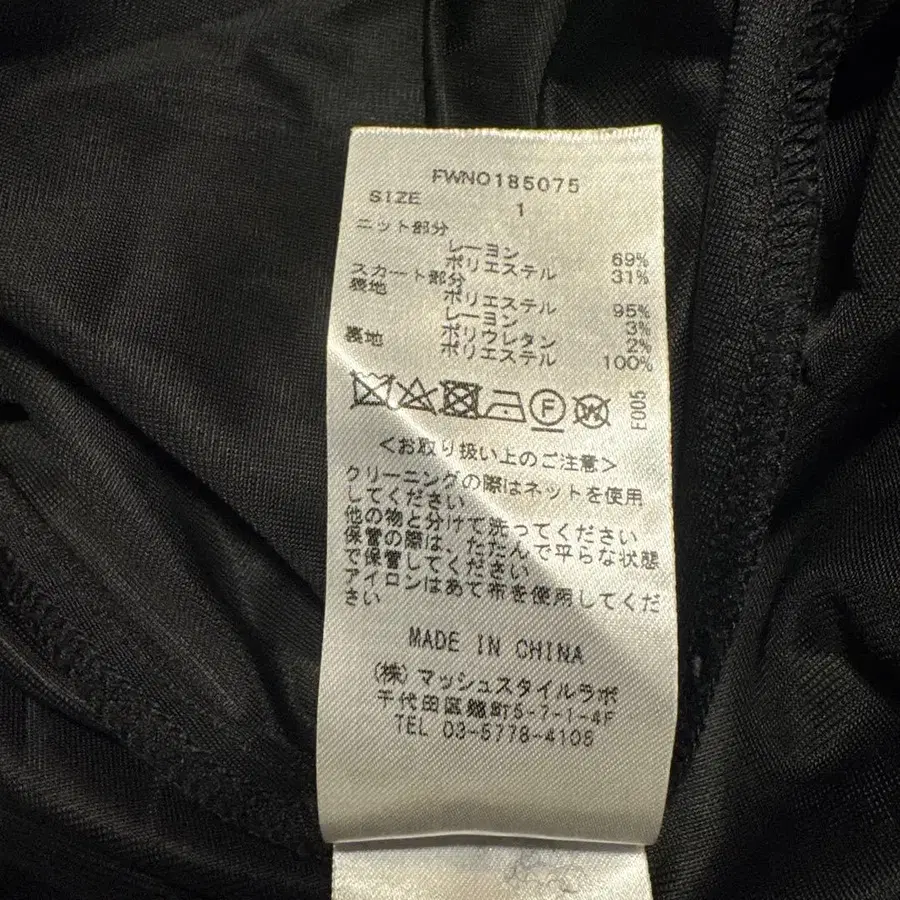 FWNO185075
SIZE 1
ニット部分
レーヨン 69%
ポリエステル 31%
スカート部分
表地 ポリエステル 95%
レーヨン 3%
ポリウレタン 2%
裏地 ポリエステル 100%
F W F005
<お取り扱い上のご注意>
クリーニングの際はネットを使用
してください
他の物と分けて洗ってください
保管の際は、たたんで平らな状態
で保管してください
アイロンはあて布を使用してくだ
さい
MADE IN CHINA
(株)マッシュスタイルラボ
千代田区麹町5-7-1-4F
TEL 03-5778-4106